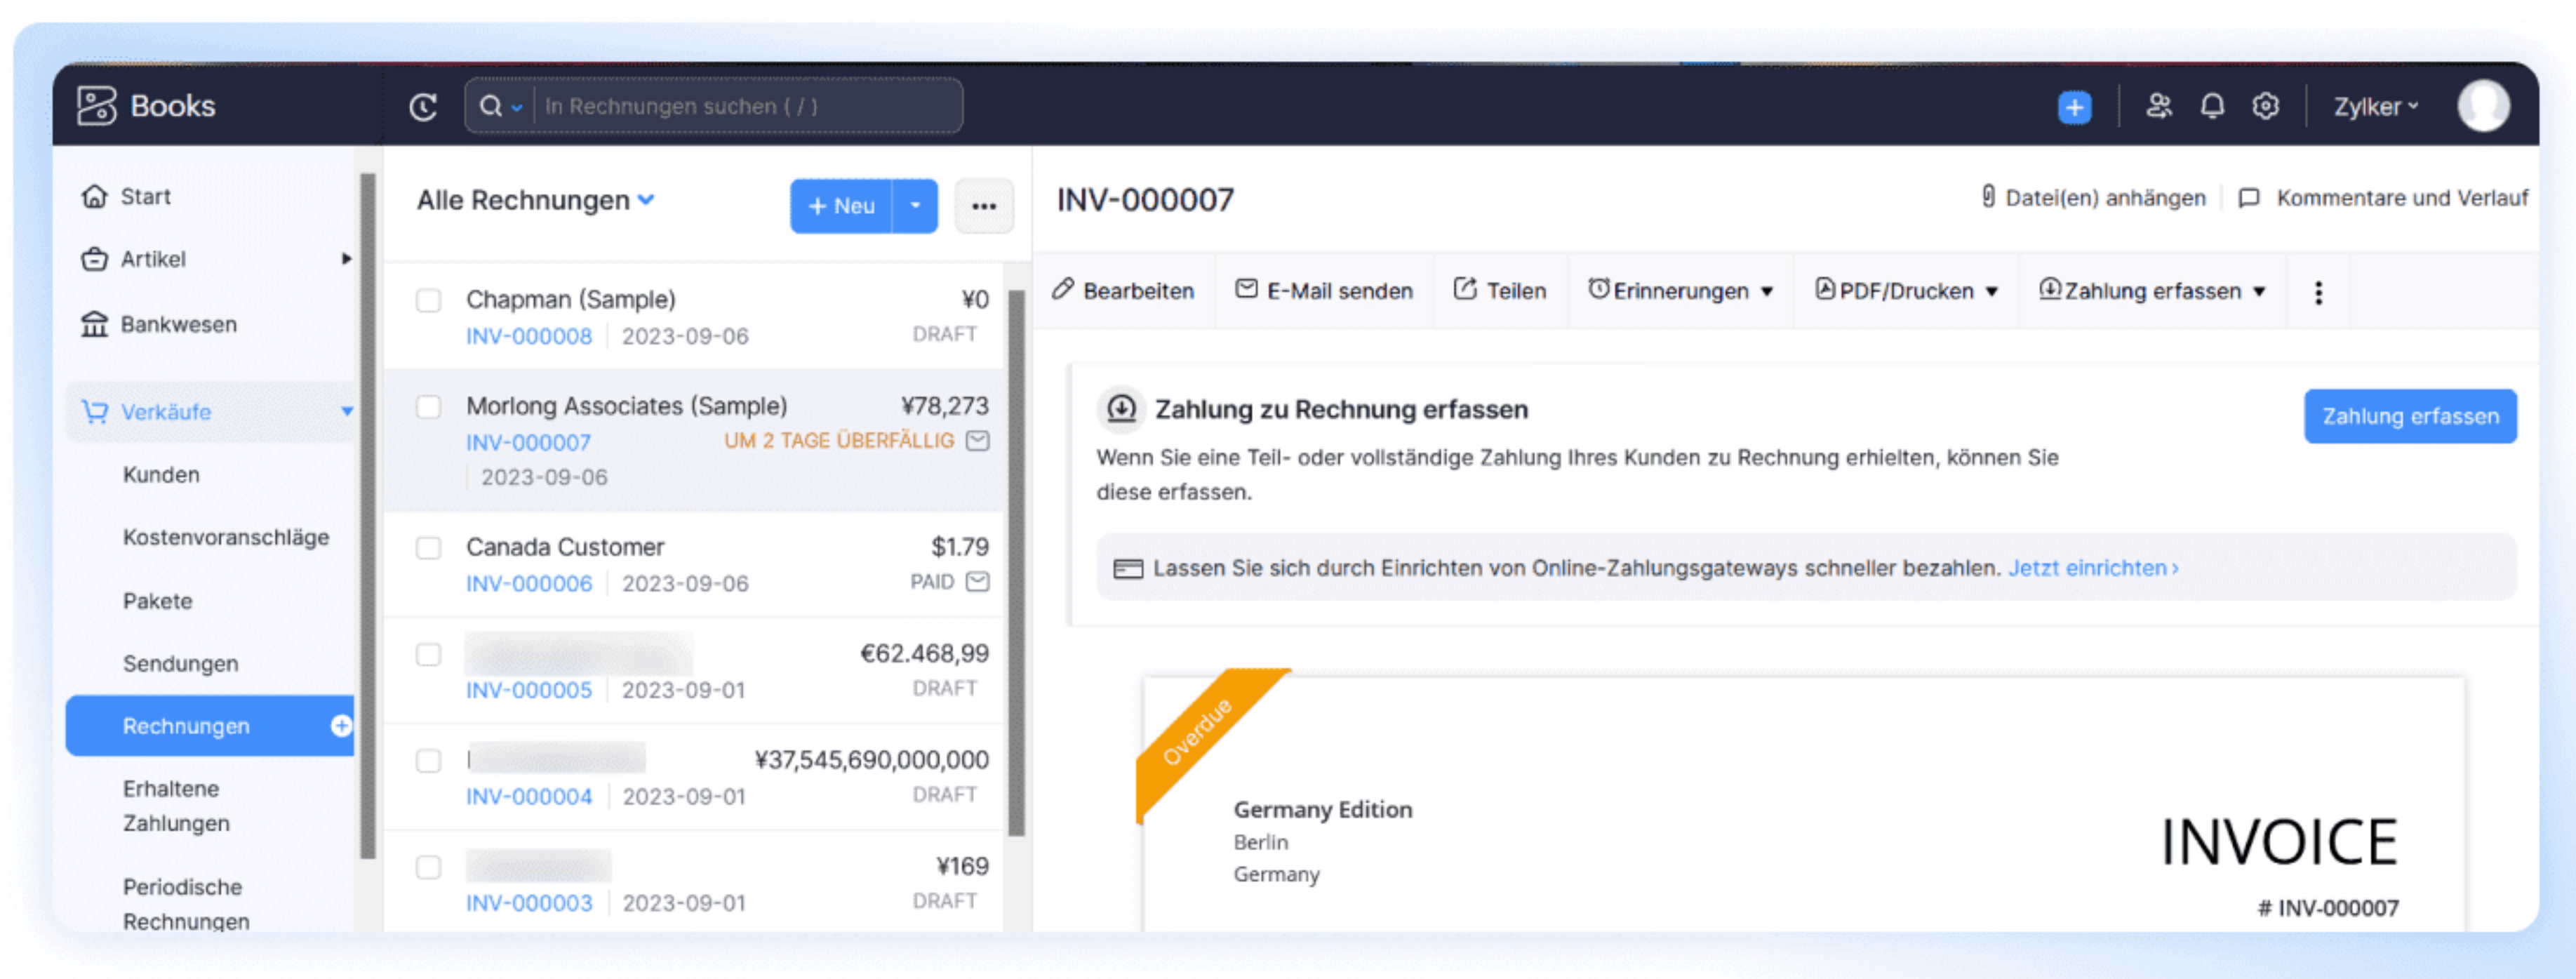 Books
In Rechnungen suchen ( / )
Zylker
Start
Artikel
Bankwesen
Verkäufe
Kunden
Kostenvoranschläge
Pakete
Sendungen
Rechnungen
Erhaltene
Zahlungen
Periodische
Rechnungen
Alle Rechnungen
+ Neu
Chapman (Sample) ¥0
INV-000008 2023-09-06 DRAFT
Morlong Associates (Sample) ¥78,273
INV-000007 UM 2 TAGE ÜBERFÄLLIG
2023-09-06
Canada Customer $1.79
INV-000006 2023-09-06 PAID
€62.468,99
INV-000005 2023-09-01 DRAFT
¥37,545,690,000,000
INV-000004 2023-09-01 DRAFT
¥169
INV-000003 2023-09-01 DRAFT
INV-000007
Datei(en) anhängen Kommentare und Verlauf
Bearbeiten E-Mail senden Teilen Erinnerungen PDF/Drucken Zahlung erfassen
Zahlung zu Rechnung erfassen
Zahlung erfassen
Wenn Sie eine Teil- oder vollständige Zahlung Ihres Kunden zu Rechnung erhielten, können Sie
diese erfassen.
Lassen Sie sich durch Einrichten von Online-Zahlungsgateways schneller bezahlen. Jetzt einrichten ›
Overdue
Germany Edition
Berlin
Germany
INVOICE
# INV-000007